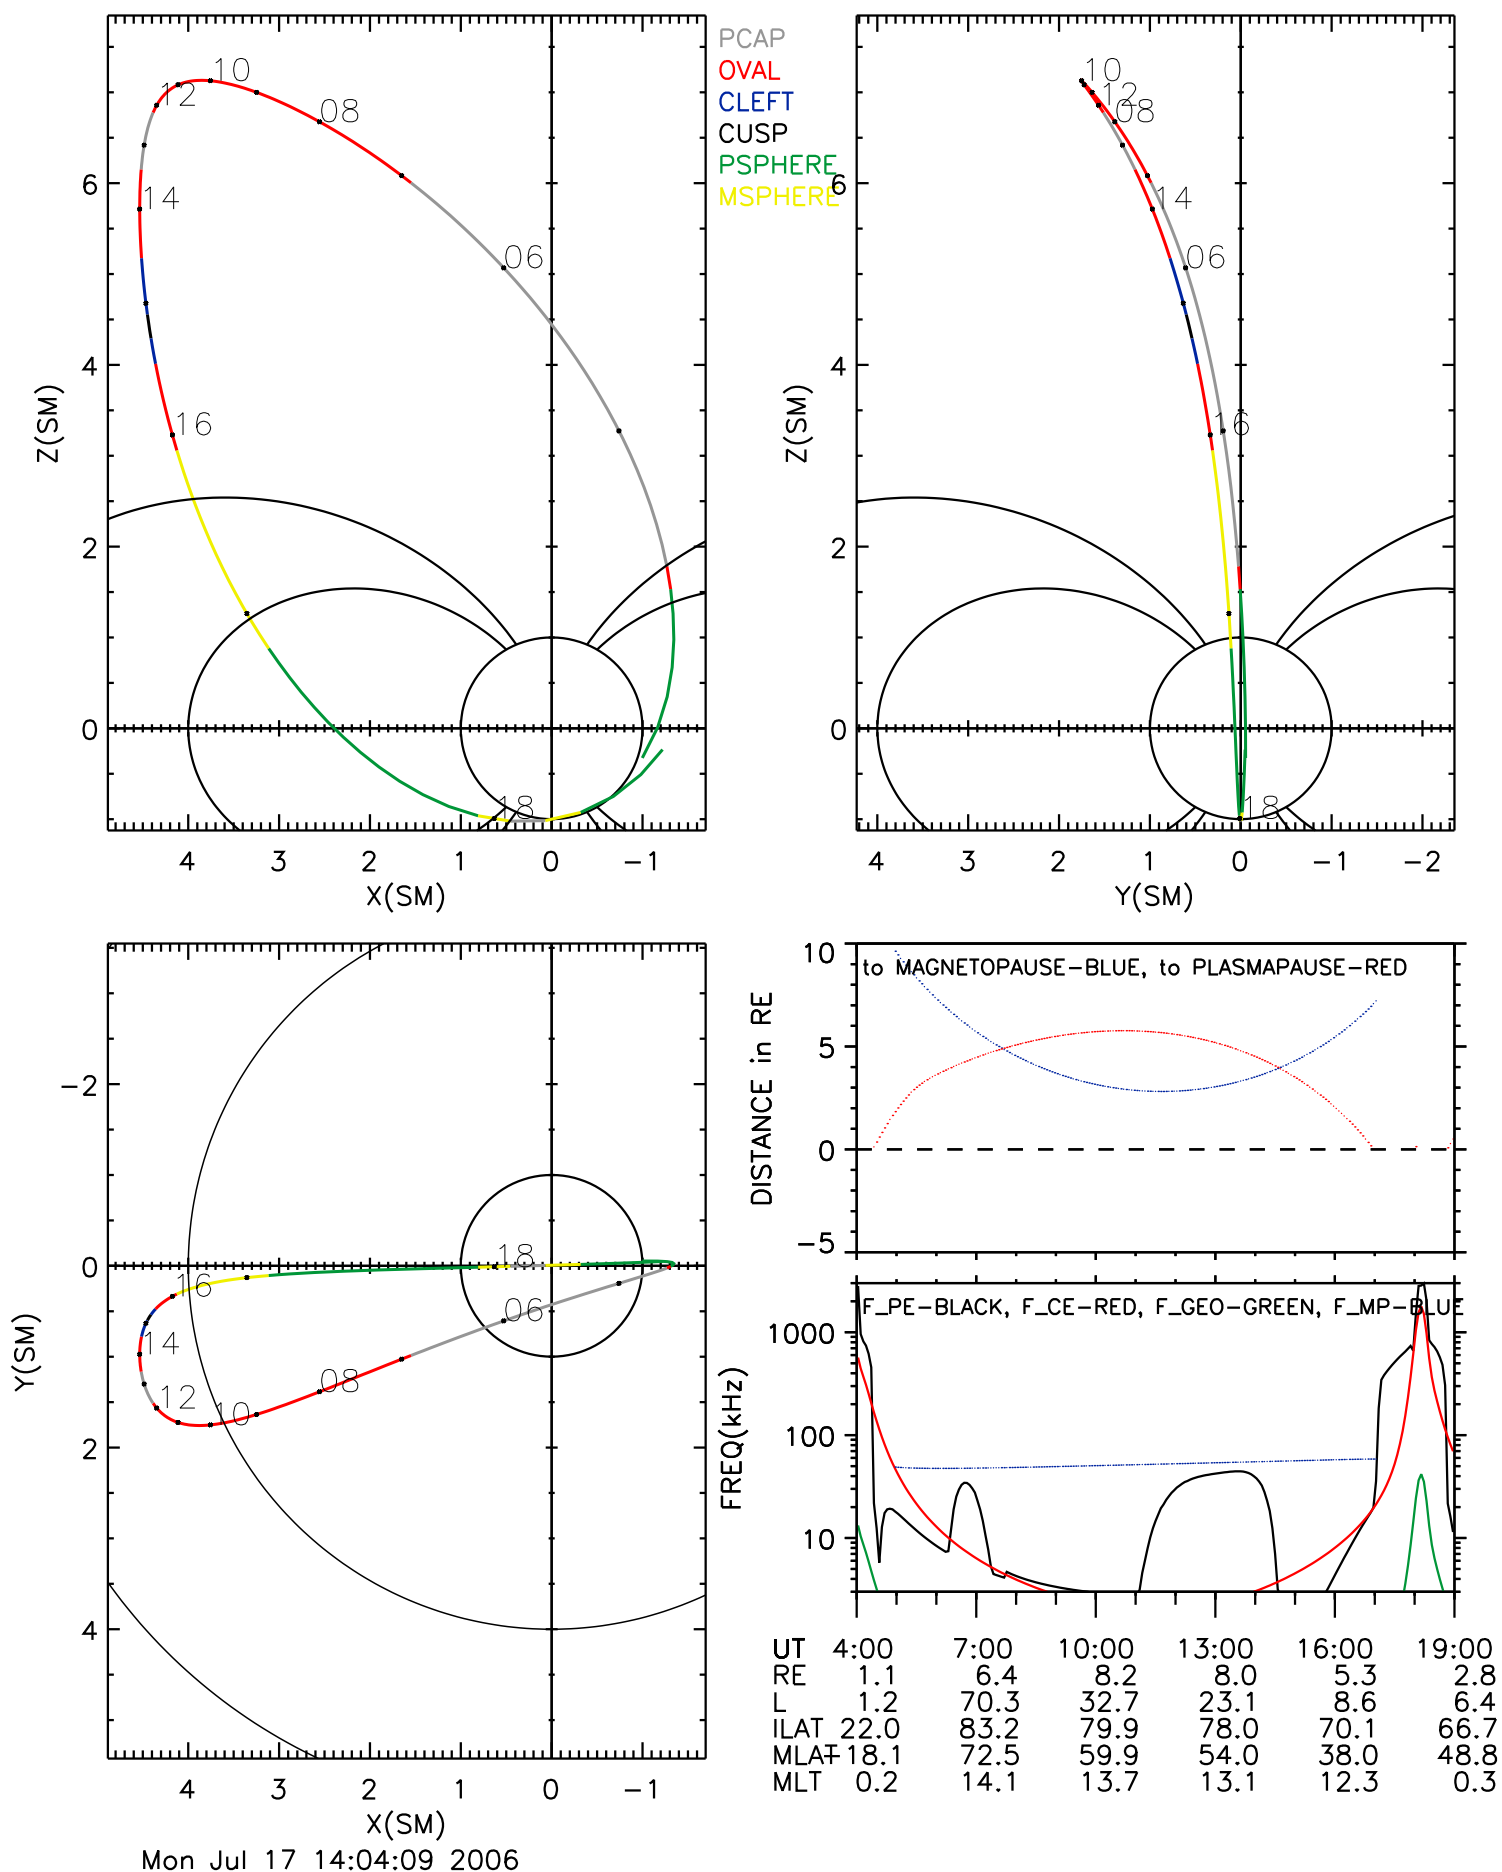 PCAP
OVAL
CLEFT
CUSP
PSPHERE
MSPHERE
10
12
08
14
06
16
18
6
4
2
0
Z(SM)
4 3 2 1 0 −1
X(SM)
10
12
08
14
06
16
18
6
4
2
0
Z(SM)
4 3 2 1 0 −1 −2
Y(SM)
−2
0
2
4
Y(SM)
18
16
06
14
08
12
10
4 3 2 1 0 −1
X(SM)
to MAGNETOPAUSE−BLUE, to PLASMAPAUSE−RED
10
5
0
−5
DISTANCE in RE
F_PE−BLACK, F_CE−RED, F_GEO−GREEN, F_MP−BLUE
1000
100
10
FREQ(kHz)
UT 4:00 7:00 10:00 13:00 16:00 19:00
RE 1.1 6.4 8.2 8.0 5.3 2.8
L 1.2 70.3 32.7 23.1 8.6 6.4
ILAT 22.0 83.2 79.9 78.0 70.1 66.7
MLAT −18.1 72.5 59.9 54.0 38.0 48.8
MLT 0.2 14.1 13.7 13.1 12.3 0.3
Mon Jul 17 14:04:09 2006